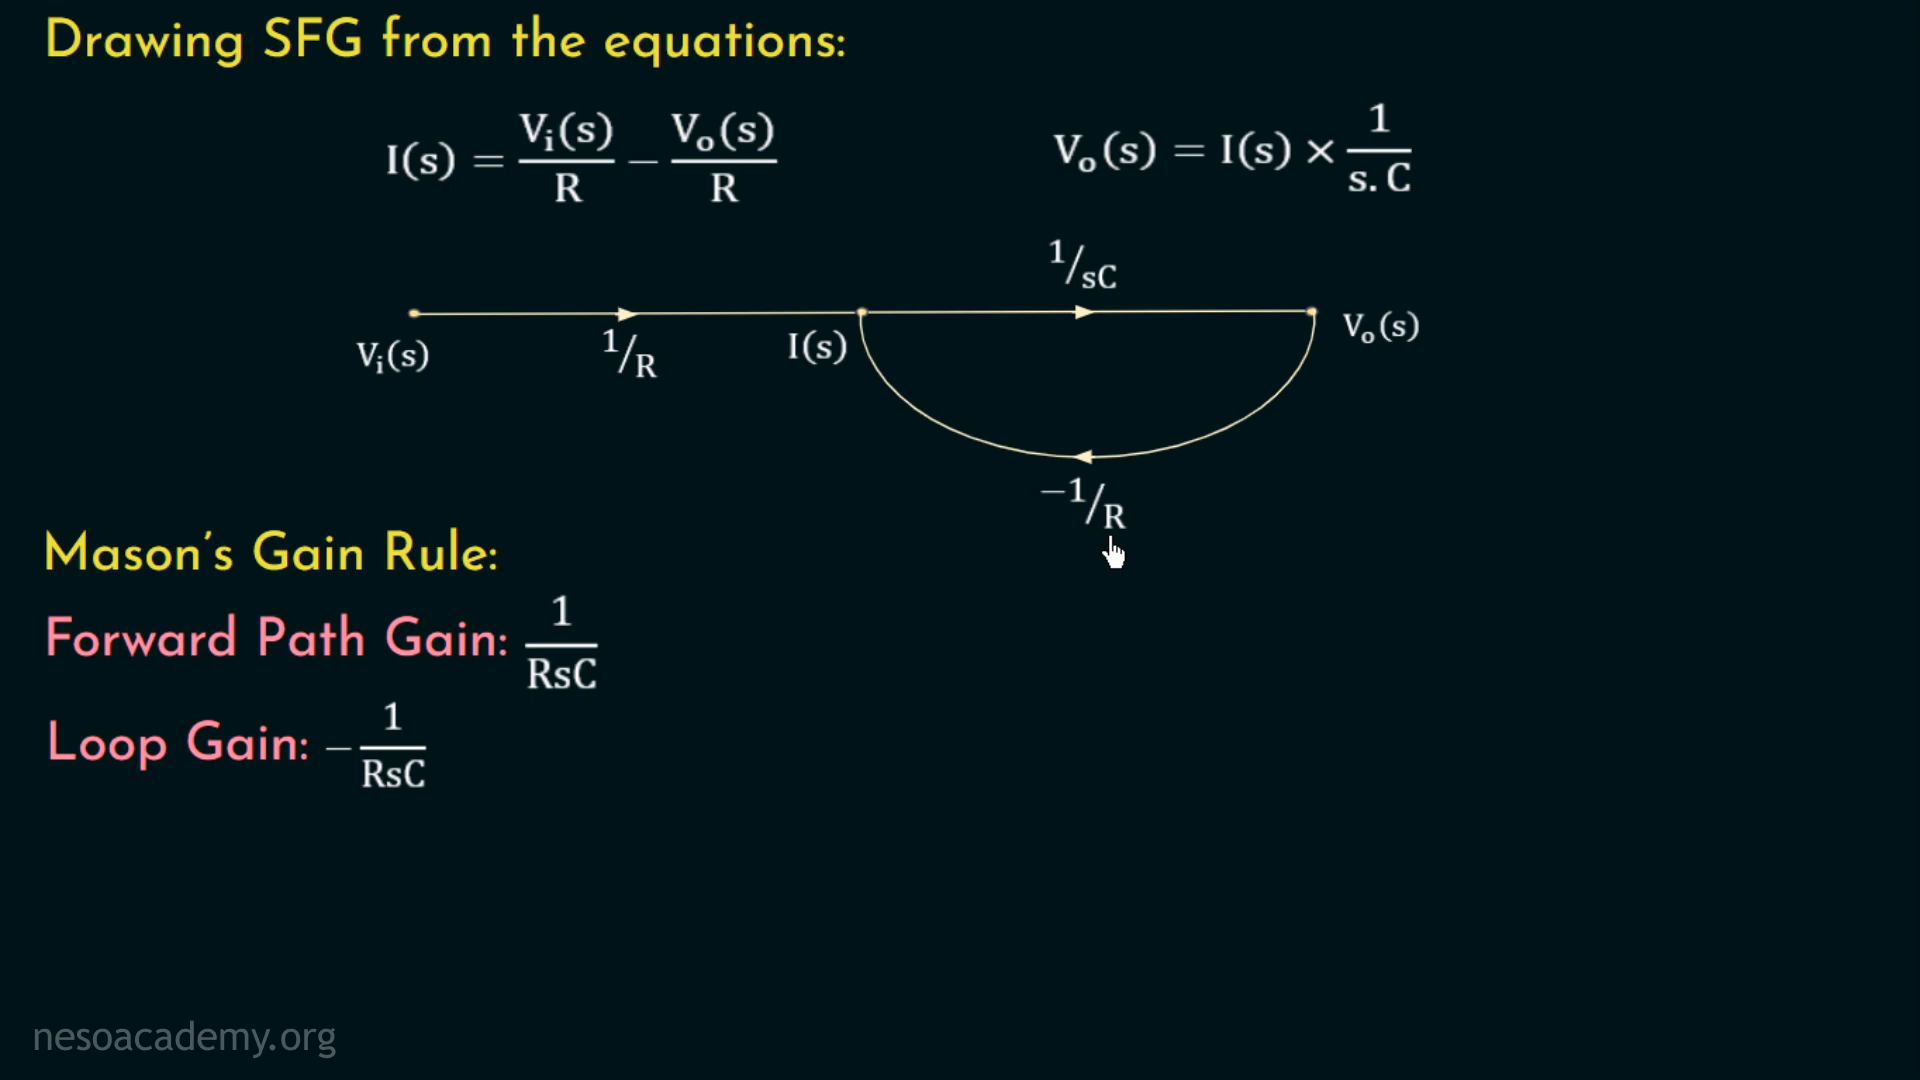 Drawing SFG from the equations:
I(s) = Vᵢ(s)/R − Vₒ(s)/R
Vₒ(s) = I(s) × 1/s.C
1/sC
Vᵢ(s)
1/R
I(s)
Vₒ(s)
−1/R
Mason's Gain Rule:
Forward Path Gain: 1/RsC
Loop Gain: − 1/RsC
nesoacademy.org